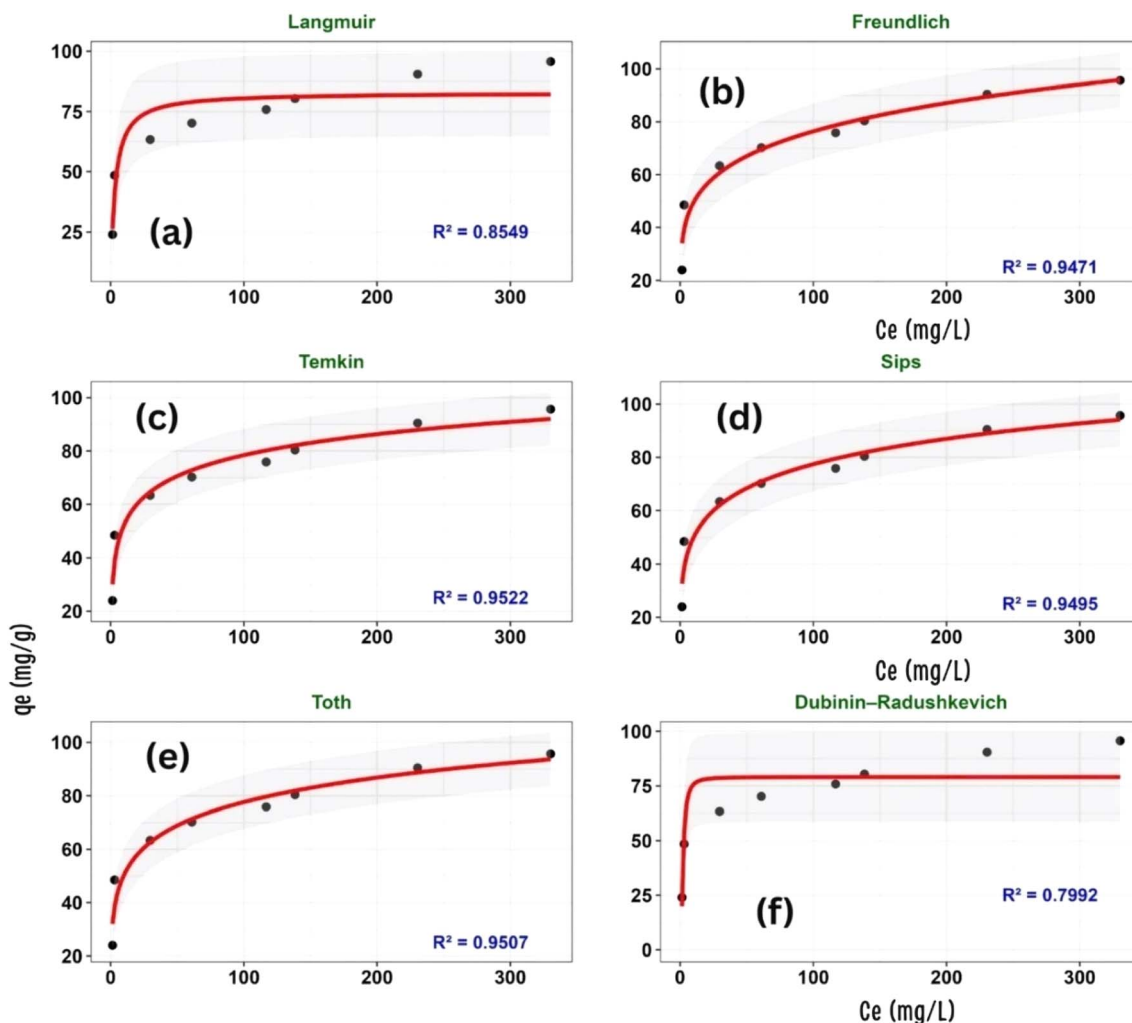 Langmuir
100
75
50
25
(a)
R² = 0.8549
0 100 200 300
Freundlich
100
80
60
40
20
(b)
R² = 0.9471
0 100 200 300
Ce (mg/L)
Temkin
100
80
60
40
20
(c)
R² = 0.9522
0 100 200 300
Sips
100
80
60
40
20
(d)
R² = 0.9495
0 100 200 300
Ce (mg/L)
qe (mg/g)
Toth
100
80
60
40
20
(e)
R² = 0.9507
0 100 200 300
Dubinin–Radushkevich
100
75
50
25
0
(f)
R² = 0.7992
0 100 200 300
Ce (mg/L)